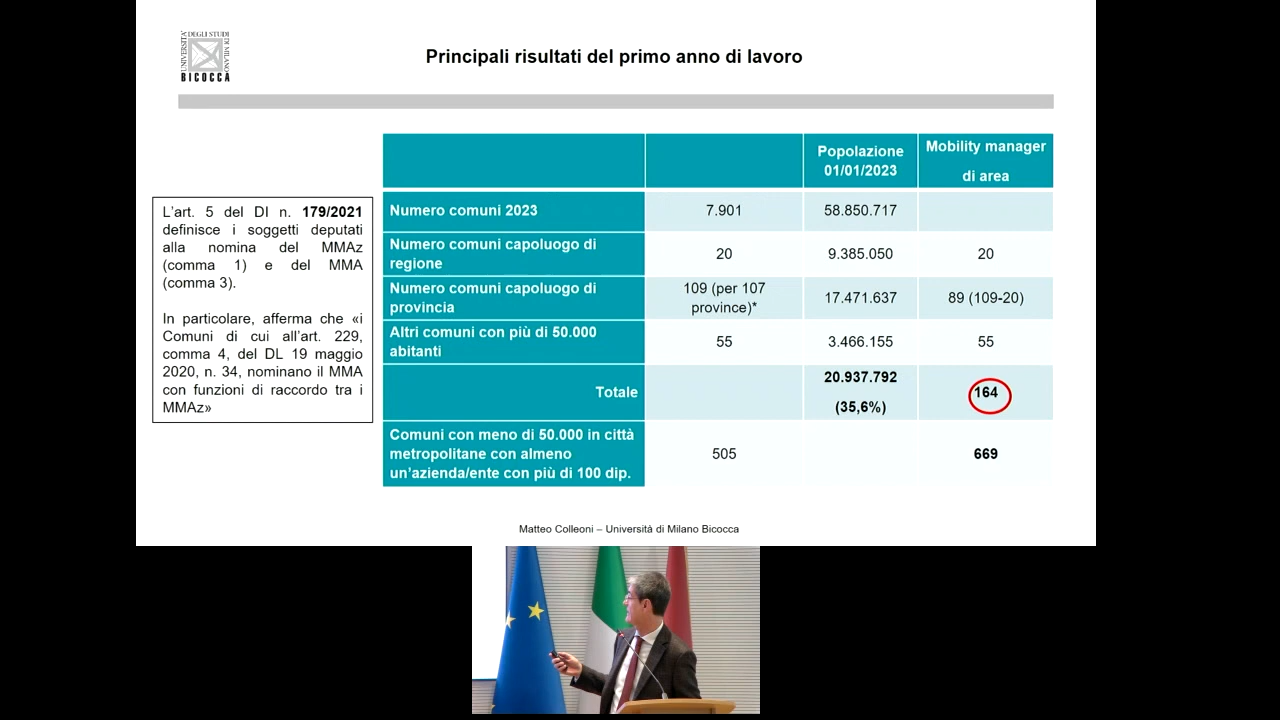 UNIVERSITA'
DEGLI STUDI
DI MILANO
BICOCCA
Principali risultati del primo anno di lavoro
L'art. 5 del DI n. 179/2021
definisce i soggetti deputati
alla nomina del MMAz
(comma 1) e del MMA
(comma 3).
In particolare, afferma che «i
Comuni di cui all'art. 229,
comma 4, del DL 19 maggio
2020, n. 34, nominano il MMA
con funzioni di raccordo tra i
MMAz»
Popolazione
01/01/2023
Mobility manager
di area
Numero comuni 2023
7.901
58.850.717
Numero comuni capoluogo di
regione
20
9.385.050
20
Numero comuni capoluogo di
provincia
109 (per 107
province)*
17.471.637
89 (109-20)
Altri comuni con più di 50.000
abitanti
55
3.466.155
55
Totale
20.937.792
(35,6%)
164
Comuni con meno di 50.000 in città
metropolitane con almeno
un'azienda/ente con più di 100 dip.
505
669
Matteo Colleoni – Università di Milano Bicocca